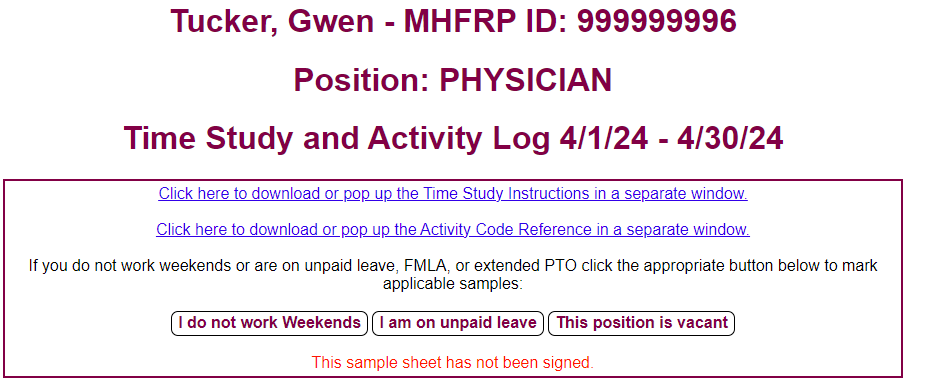 Tucker, Gwen - MHFRP ID: 999999996
Position: PHYSICIAN
Time Study and Activity Log 4/1/24 - 4/30/24
Click here to download or pop up the Time Study Instructions in a separate window.
Click here to download or pop up the Activity Code Reference in a separate window.
If you do not work weekends or are on unpaid leave, FMLA, or extended PTO click the appropriate button below to mark
applicable samples:
I do not work Weekends I am on unpaid leave This position is vacant
This sample sheet has not been signed.